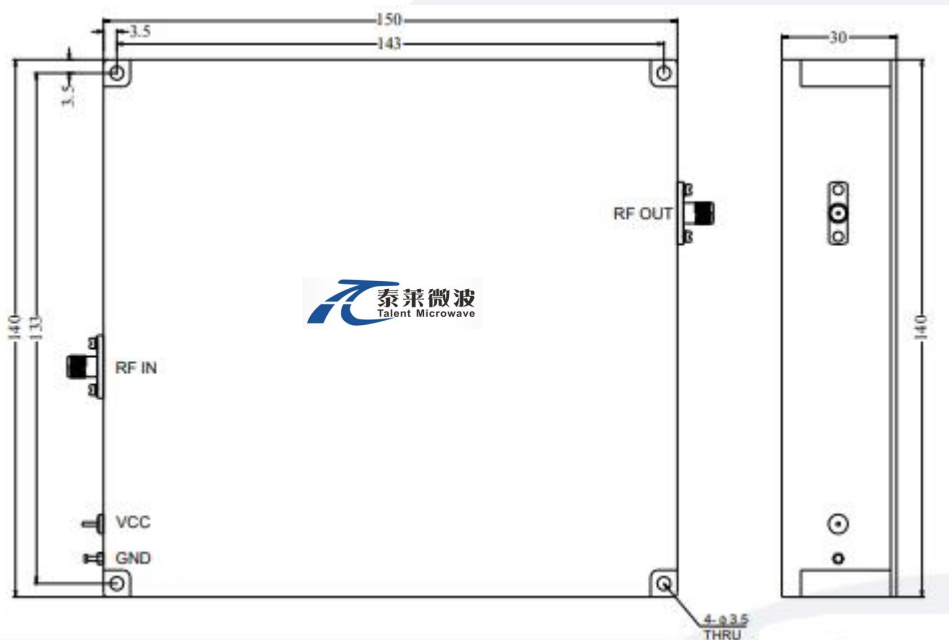 150
3.5
143
30
3.5
RF OUT
泰莱微波
Talent Microwave
140
133
140
RF IN
VCC
GND
4-φ3.5
THRU